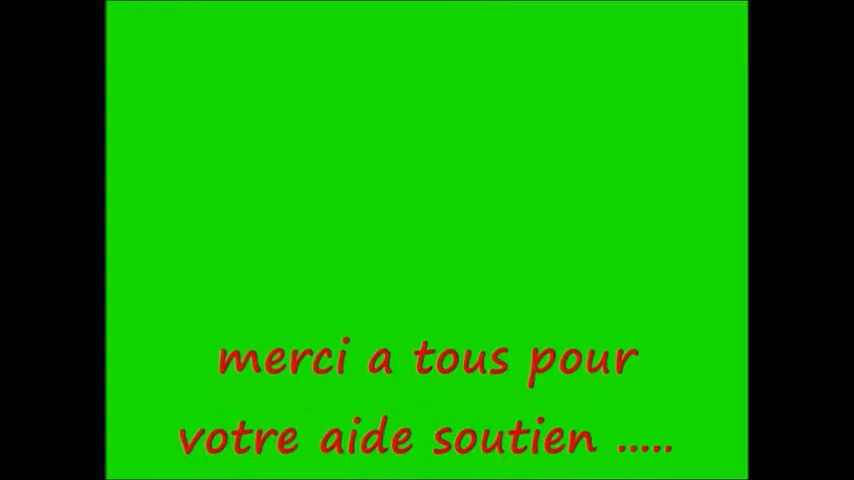 merci a tous pour
votre aide soutien .....